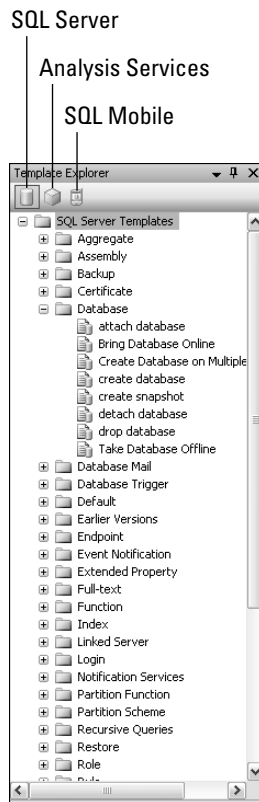 SQL Server
Analysis Services
SQL Mobile
Template Explorer
SQL Server Templates
Aggregate
Assembly
Backup
Certificate
Database
attach database
Bring Database Online
Create Database on Multiple
create database
create snapshot
detach database
drop database
Take Database Offline
Database Mail
Database Trigger
Default
Earlier Versions
Endpoint
Event Notification
Extended Property
Full-text
Function
Index
Linked Server
Login
Notification Services
Partition Function
Partition Scheme
Recursive Queries
Restore
Role